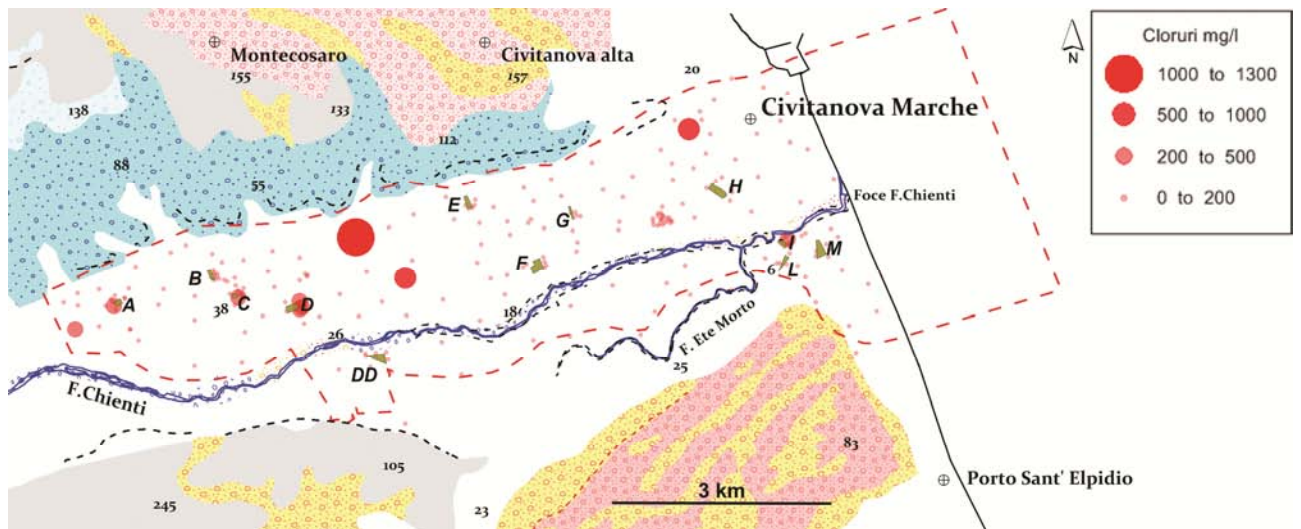 Montecosaro
155
Civitanova alta
157
20
N
Cloruri mg/l
1000 to 1300
500 to 1000
200 to 500
0 to 200
138
133
112
Civitanova Marche
88
55
E
G
H
Foce F.Chienti
A
B
C
D
38
F
I
L
M
6
18
26
DD
F. Ete Morto
25
F.Chienti
105
245
23
83
3 km
Porto Sant' Elpidio